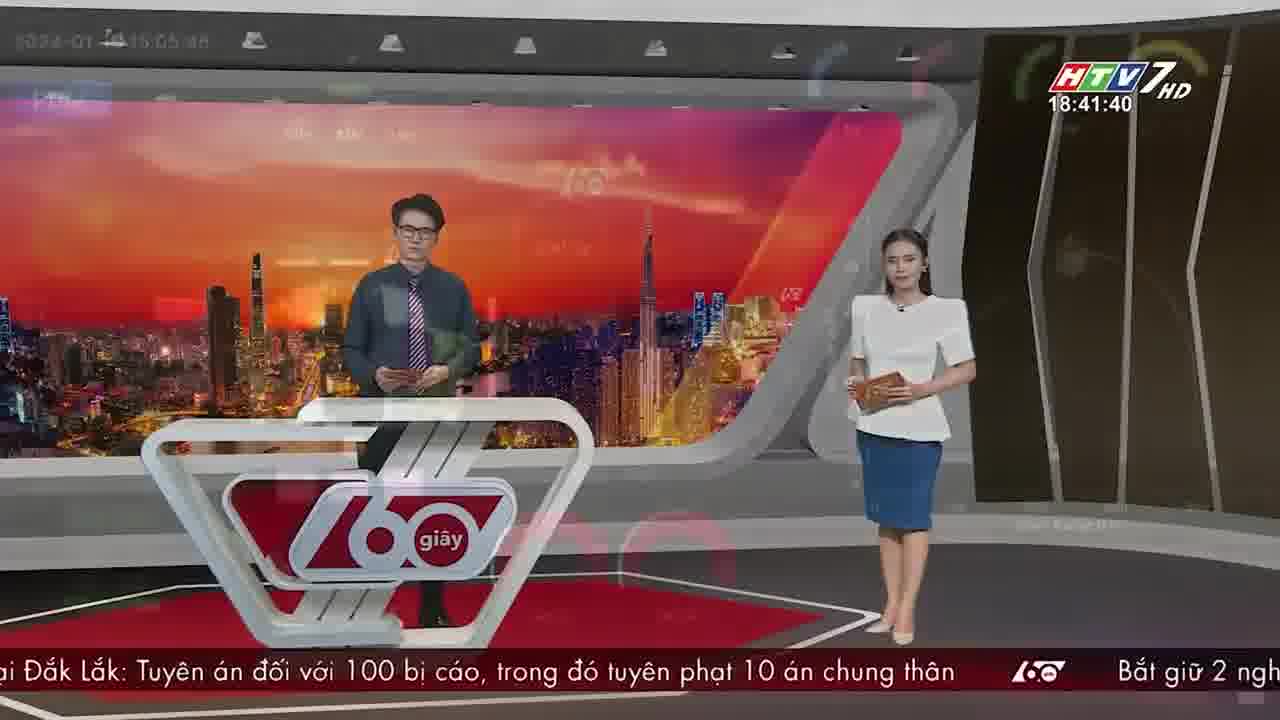 HTV7 HD
18:41:40
60
giây
ại Đắk Lắk: Tuyên án đối với 100 bị cáo, trong đó tuyên phạt 10 án chung thân 60 Bắt giữ 2 ngh